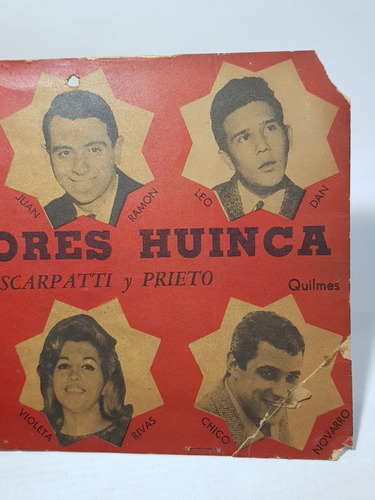 JUAN RAMON
LEO DAN
ORES HUINCA
SCARPATTI y PRIETO
Quilmes
VIOLETA RIVAS
CHICO NOVARRO